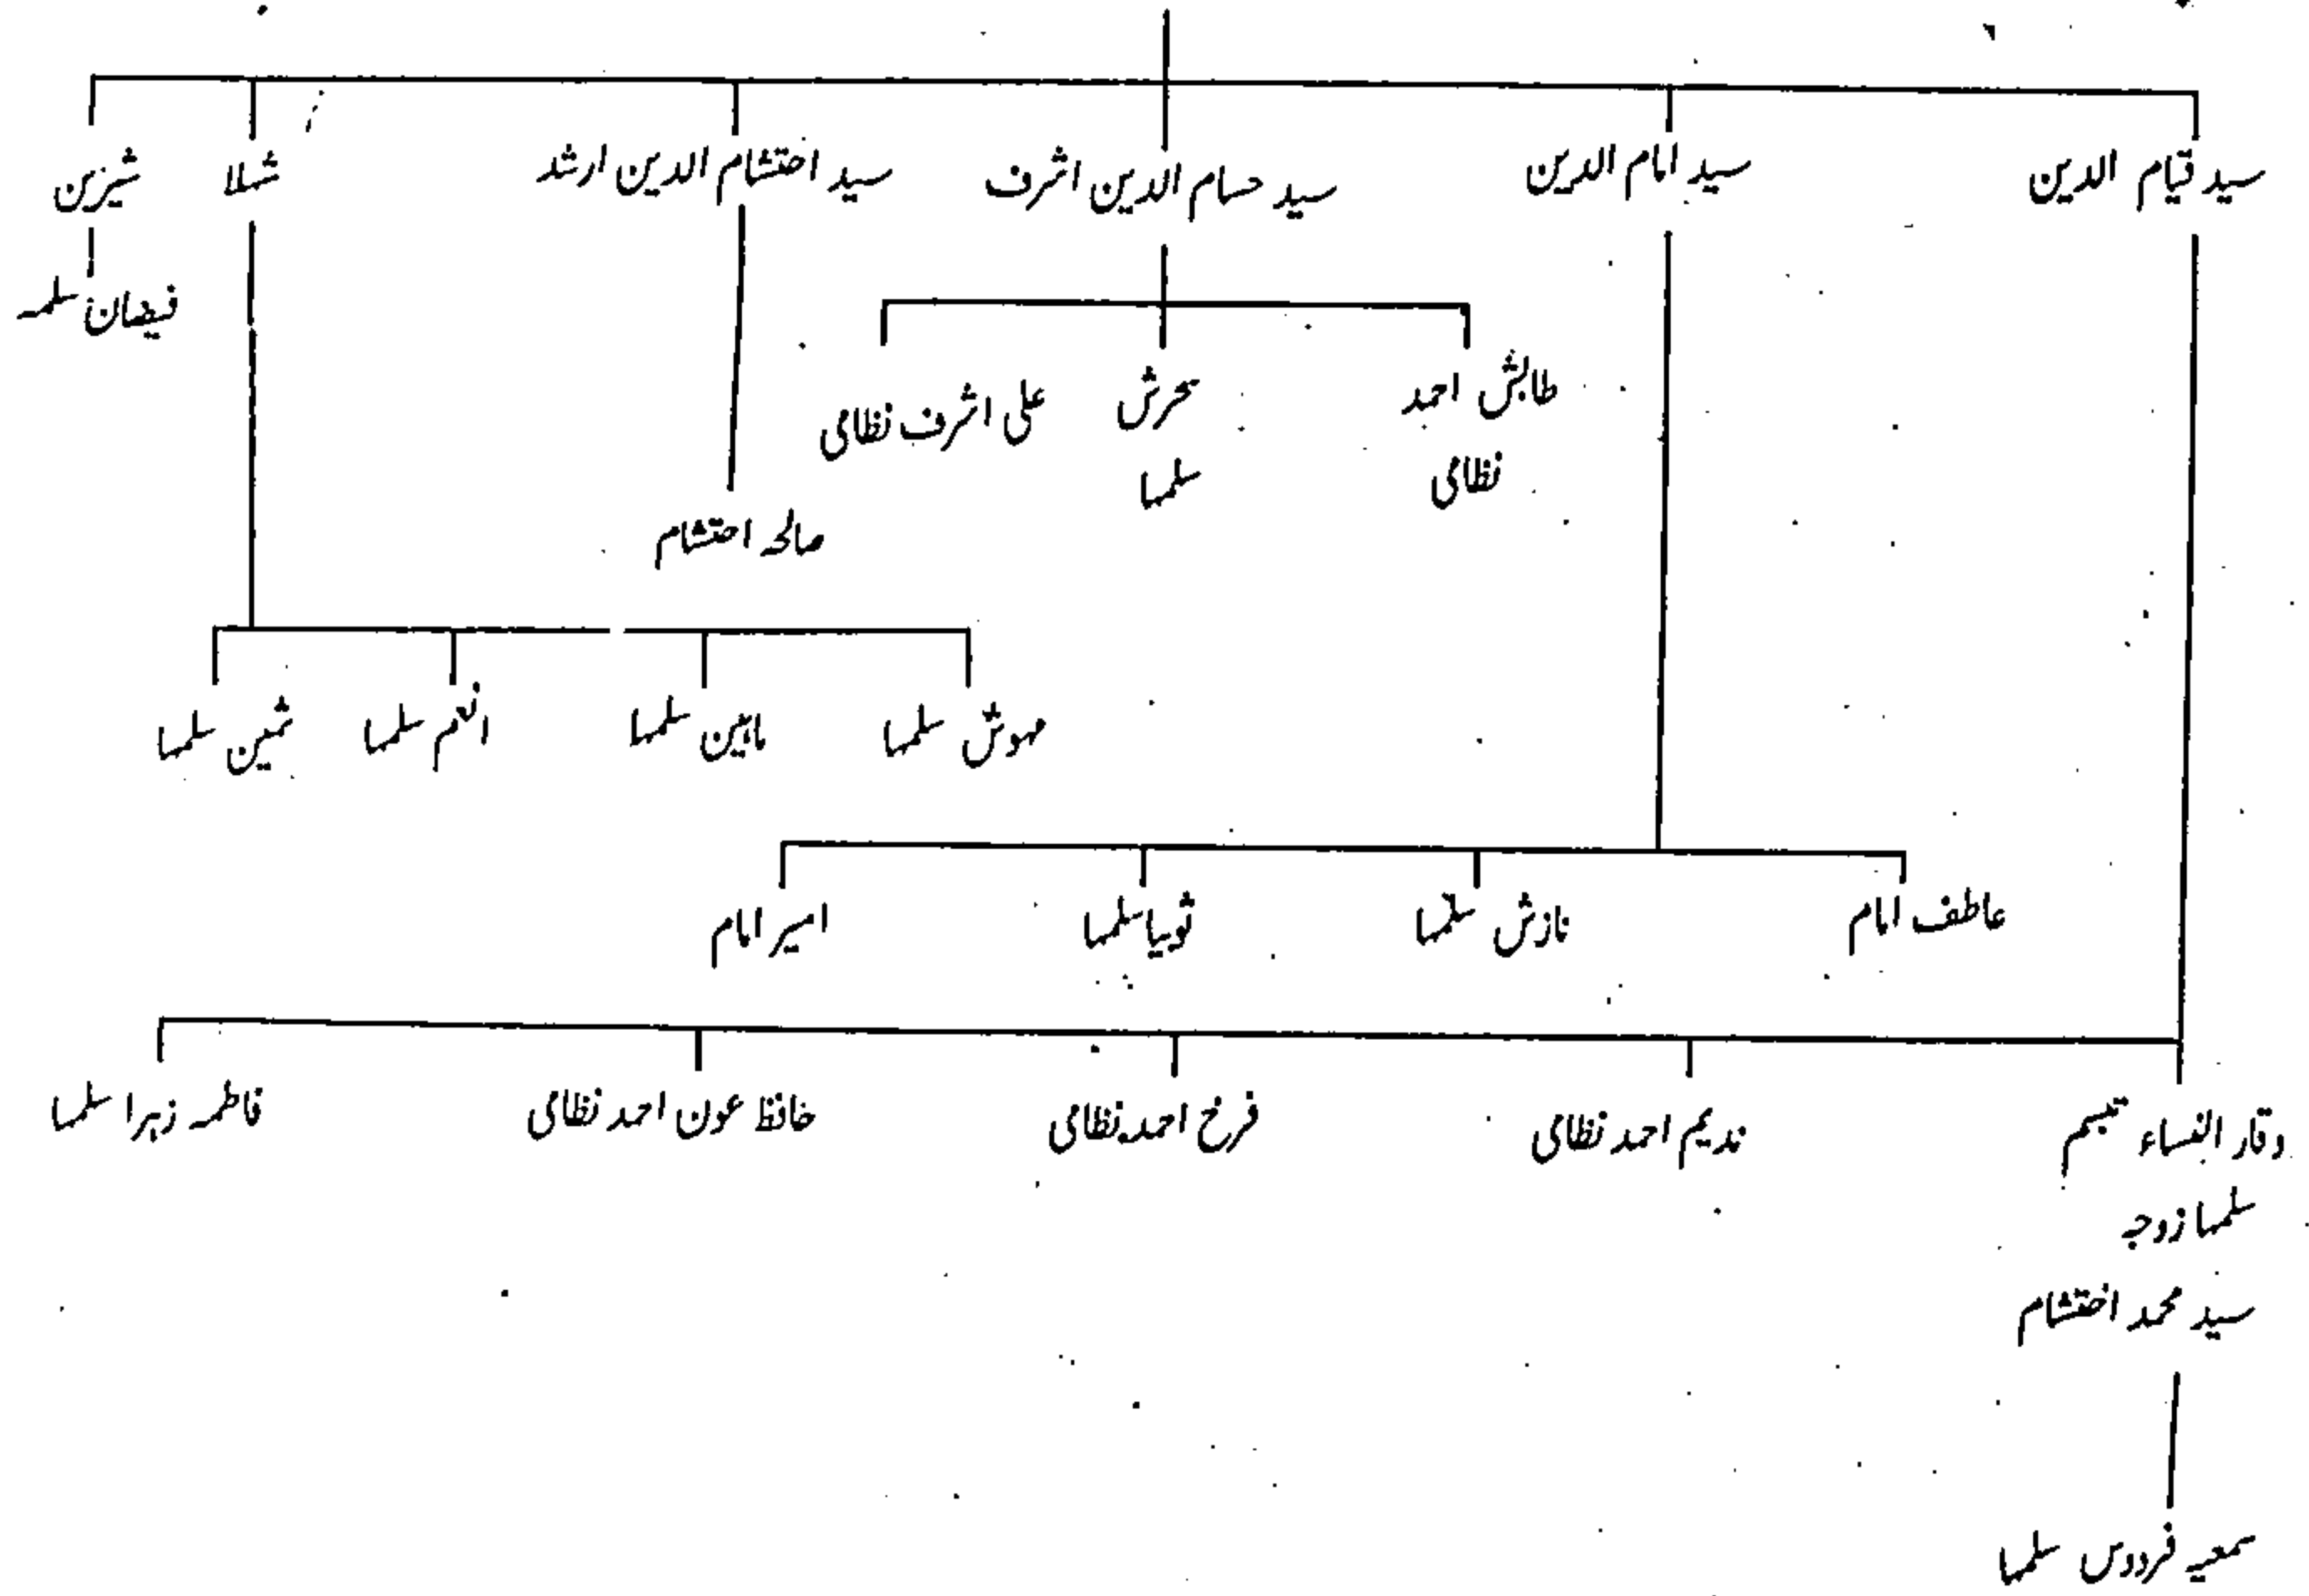 سید قیام الدین
سید امام الدین
سید حسام الدین اشرف
سید احتشام الدین ارشد
شہلا
شیزین
فیضان سلمہ
طابش احمد
نظامی
سحرش
سلمہا
علی اشرف نظامی
صالحہ احتشام
مہوش سلمہا
ماہین سلمہا
انعم سلمہا
ثمین سلمہا
عاطف امام
نازش سلمہا
ثوبیا سلمہا
امیر امام
وقار النساء تبسم
سلمہا زوجہ
سید محمد احتشام
ندیم احمد نظامی
فرخ احمد نظامی
حافظ عون احمد نظامی
فاطمہ زہرا سلمہا
سمعیہ فردوس سلمہا